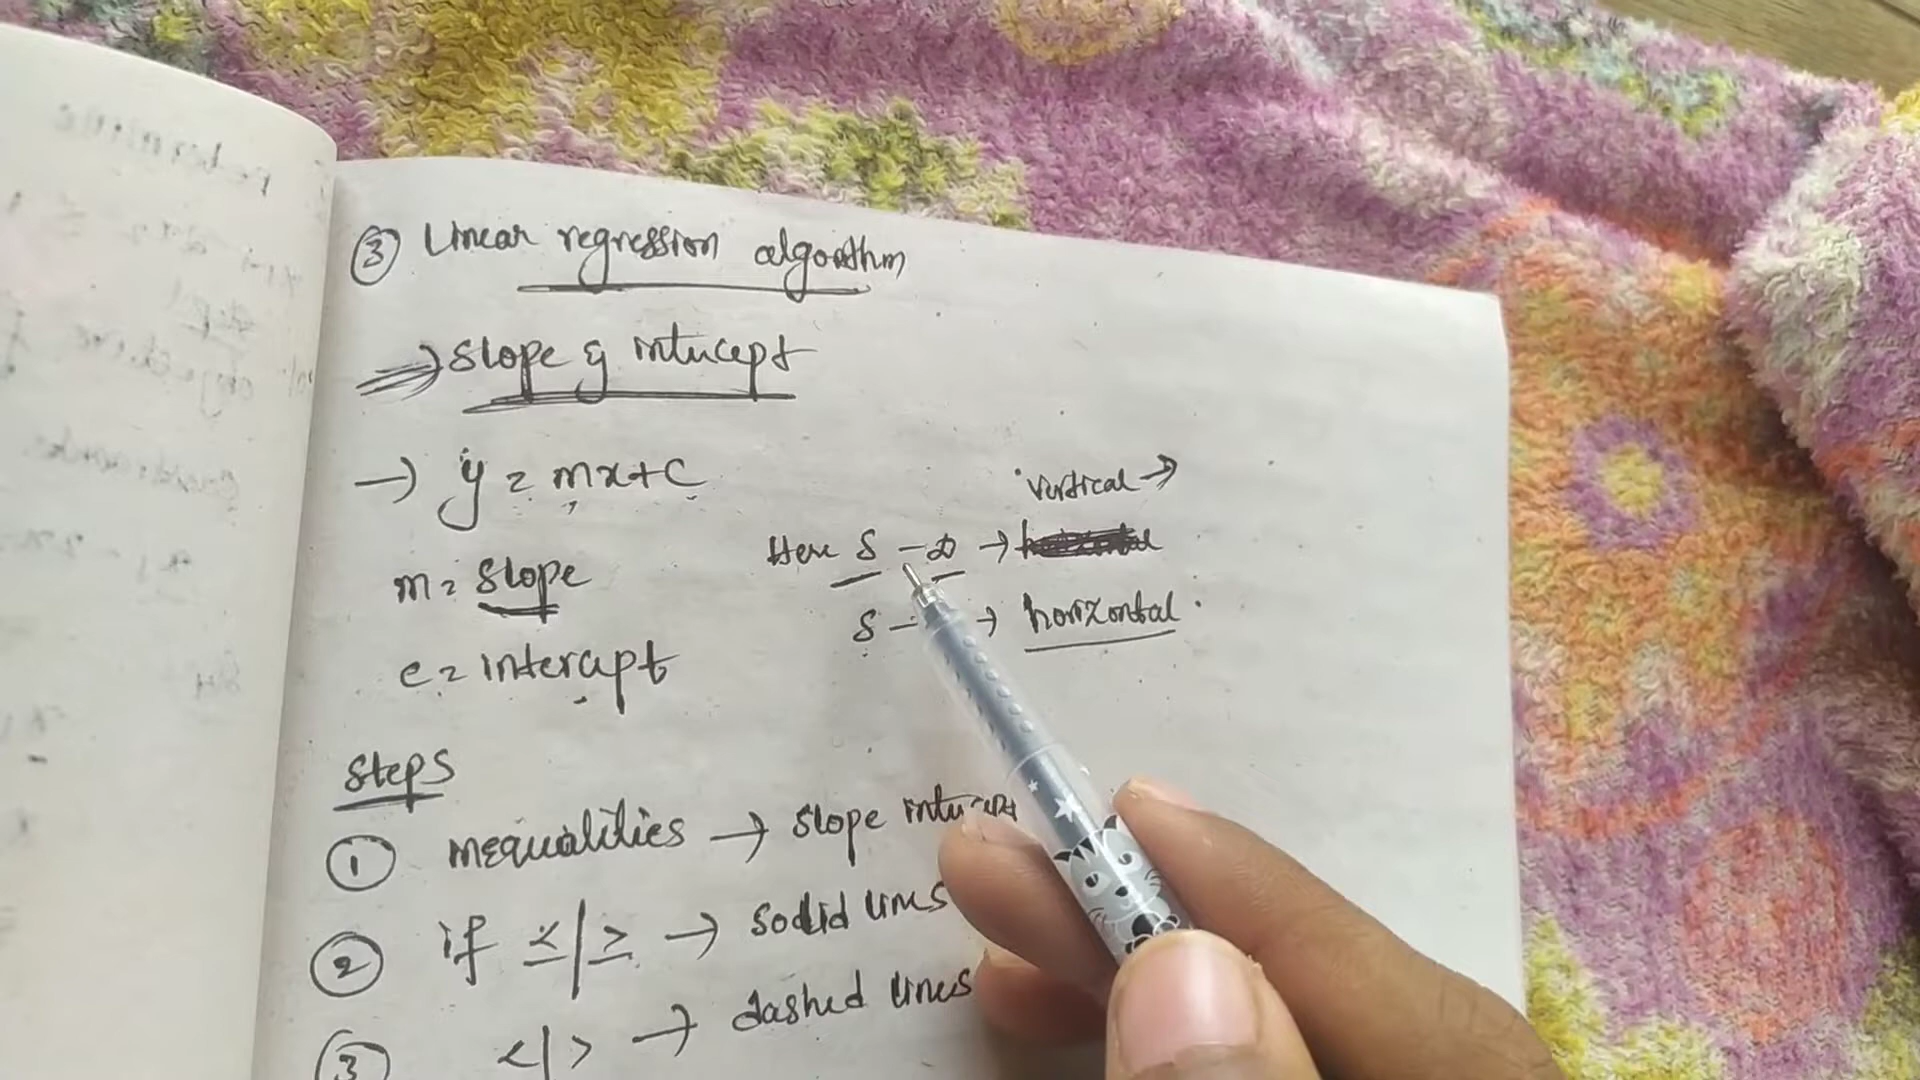 ③ Linear regression algorithm
⇒ Slope & intercept
→ y = mx+c
m = slope
c = intercept
vertical →
Here S - D →
S - → horizontal.
Steps
① inequalities → slope intercept
② if ≤ | ≥ → solid lines
③ < | > → dashed lines